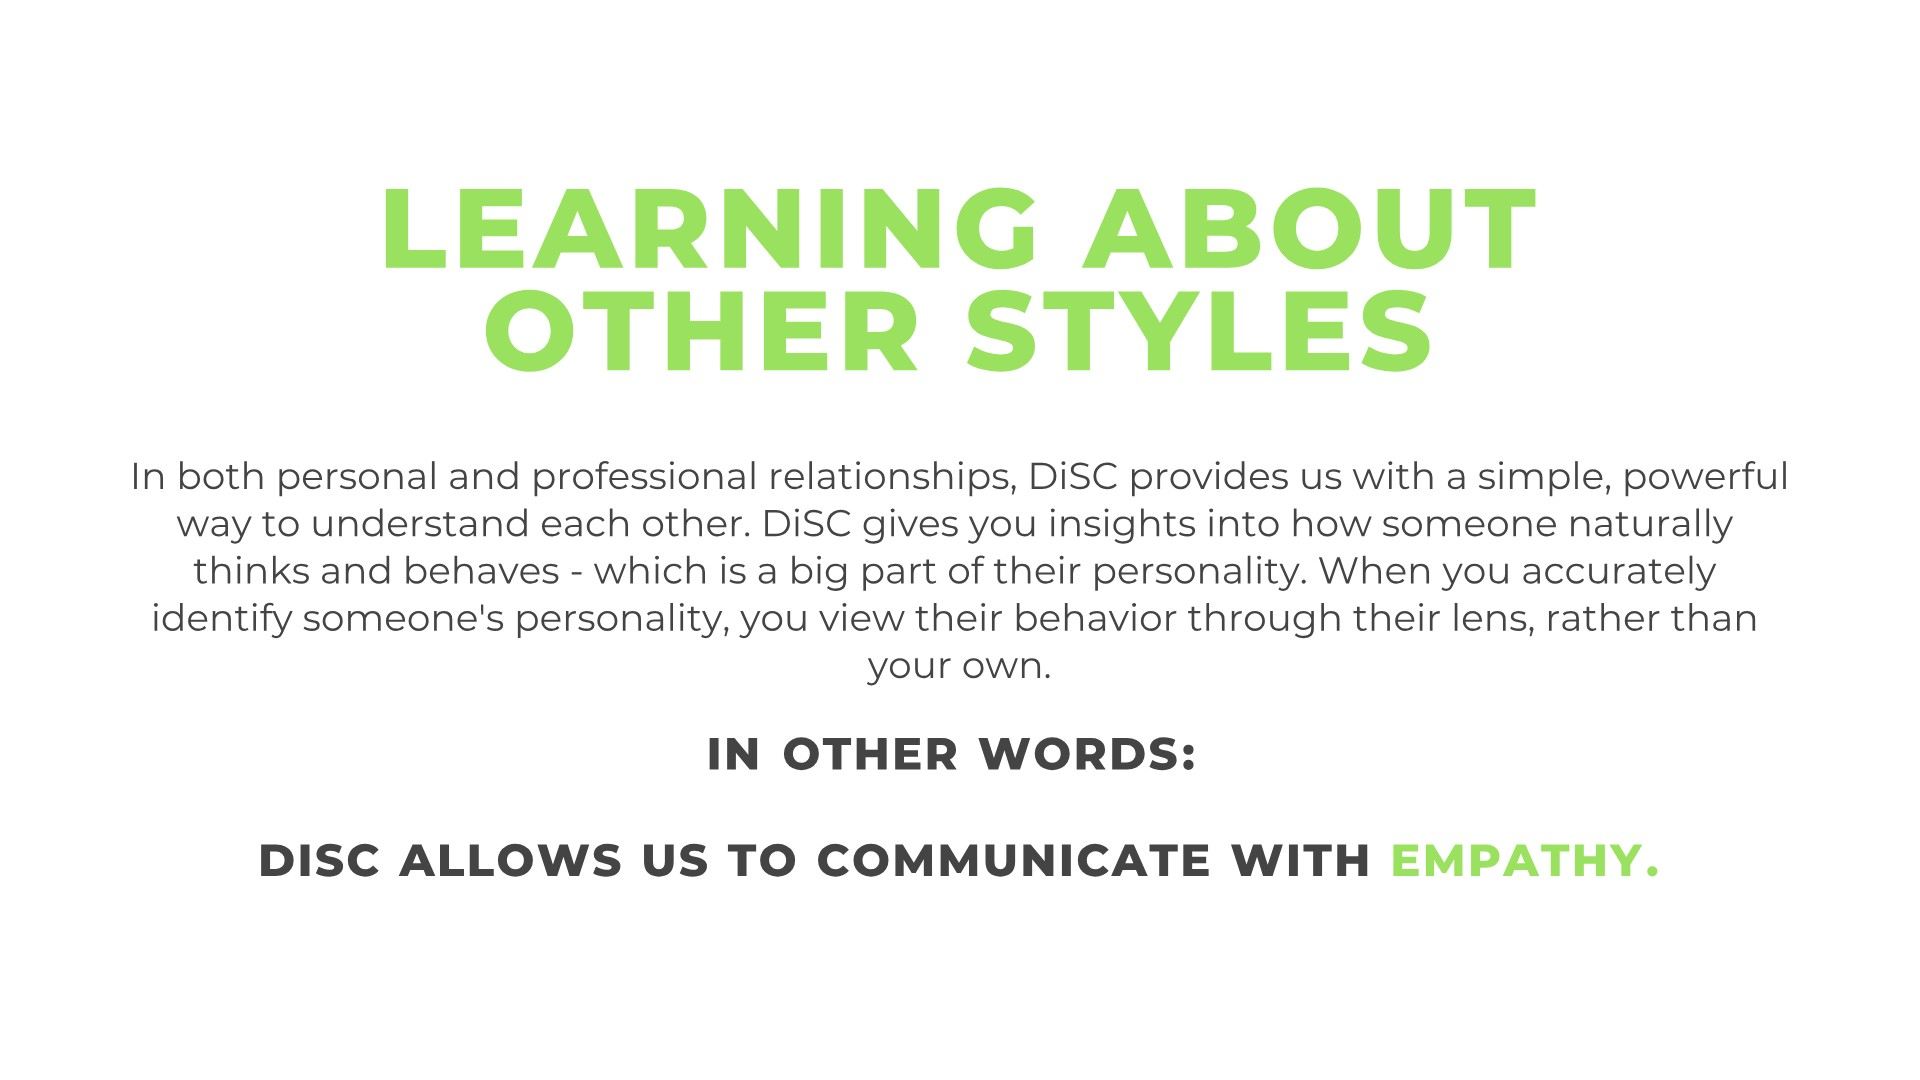 LEARNING ABOUT
OTHER STYLES
In both personal and professional relationships, DiSC provides us with a simple, powerful
way to understand each other. DiSC gives you insights into how someone naturally
thinks and behaves - which is a big part of their personality. When you accurately
identify someone's personality, you view their behavior through their lens, rather than
your own.
IN OTHER WORDS:
DISC ALLOWS US TO COMMUNICATE WITH EMPATHY.